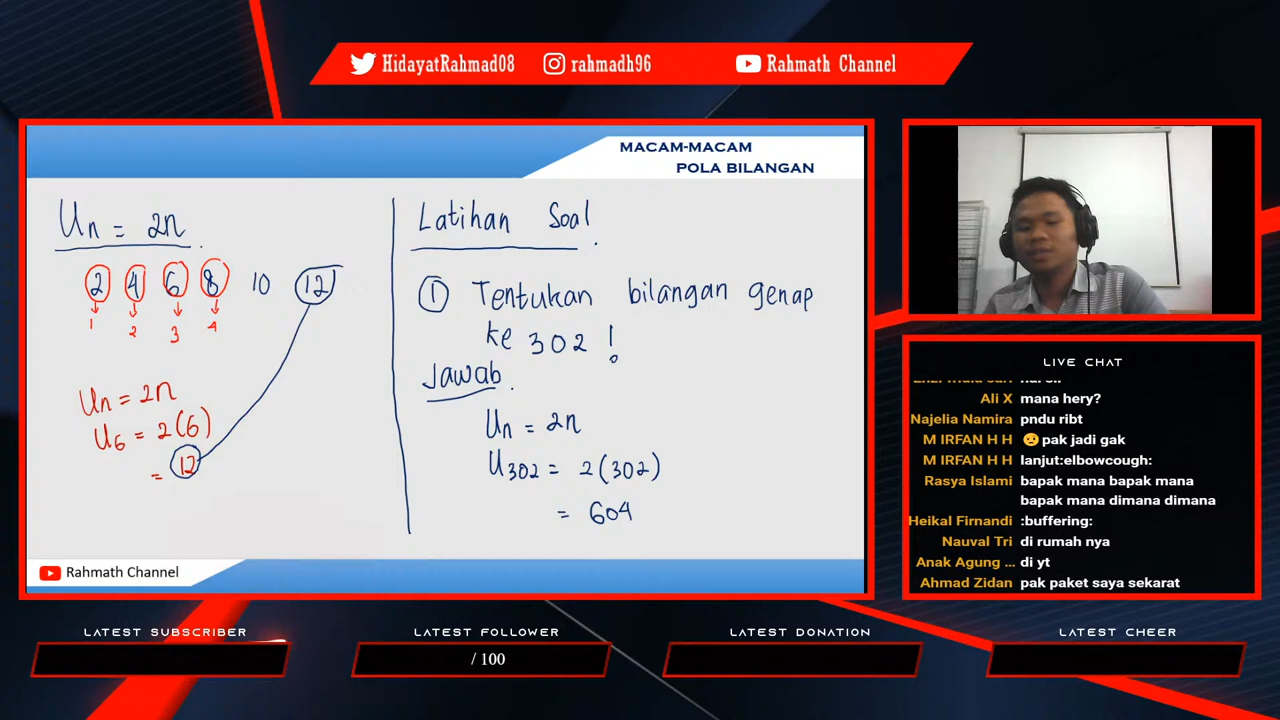 HidayatRahmad08 rahmadh96 Rahmath Channel
MACAM-MACAM
POLA BILANGAN
Un = 2n.
2 4 6 8 10 12
1 2 3 4
Un = 2n
U6 = 2(6)
= 12
Latihan Soal.
① Tentukan bilangan genap
ke 302 !
Jawab.
Un = 2n
U302 = 2(302)
= 604
Rahmath Channel
LIVE CHAT
Ali X mana hery?
Najelia Namira pndu ribt
M IRFAN H H 😥pak jadi gak
M IRFAN H H lanjut:elbowcough:
Rasya Islami bapak mana bapak mana
bapak mana dimana dimana
Heikal Firnandi :buffering:
Nauval Tri di rumah nya
Anak Agung ... di yt
Ahmad Zidan pak paket saya sekarat
LATEST SUBSCRIBER LATEST FOLLOWER LATEST DONATION LATEST CHEER
/ 100